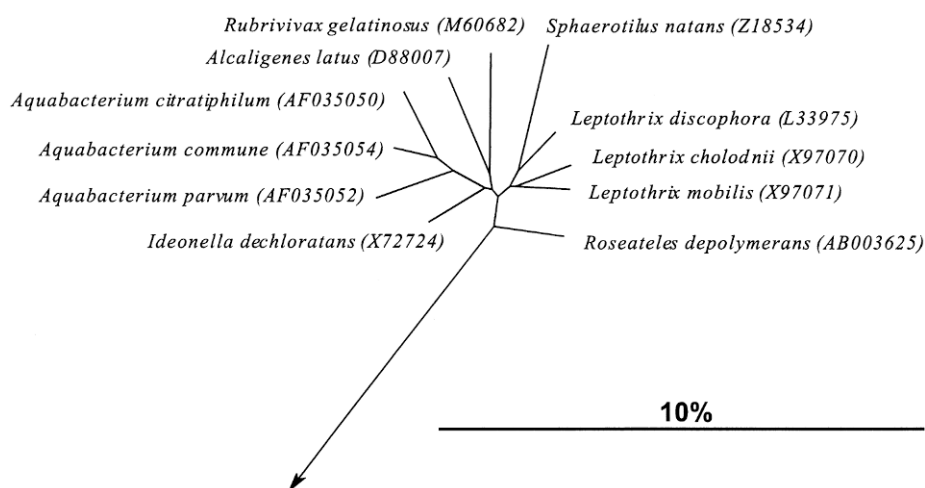 Rubrivivax gelatinosus (M60682)
Sphaerotilus natans (Z18534)
Alcaligenes latus (D88007)
Aquabacterium citratiphilum (AF035050)
Leptothrix discophora (L33975)
Aquabacterium commune (AF035054)
Leptothrix cholodnii (X97070)
Aquabacterium parvum (AF035052)
Leptothrix mobilis (X97071)
Ideonella dechloratans (X72724)
Roseateles depolymerans (AB003625)
10%